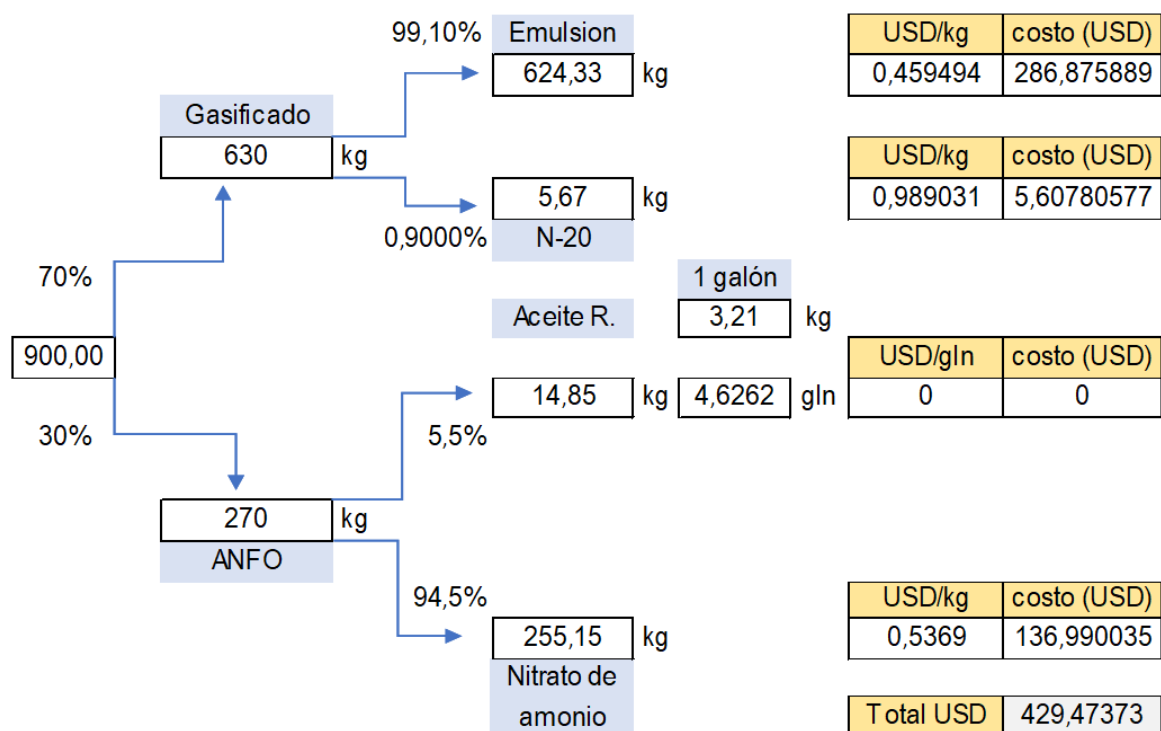 99,10% Emulsion USD/kg costo (USD)
624,33 kg 0,459494 286,875889
Gasificado
630 kg USD/kg costo (USD)
5,67 kg 0,989031 5,60780577
0,9000% N-20
70% 1 galón
Aceite R. 3,21 kg
900,00 USD/gln costo (USD)
14,85 kg 4,6262 gln 0 0
30% 5,5%
270 kg
ANFO
94,5% USD/kg costo (USD)
255,15 kg 0,5369 136,990035
Nitrato de
amonio Total USD 429,47373